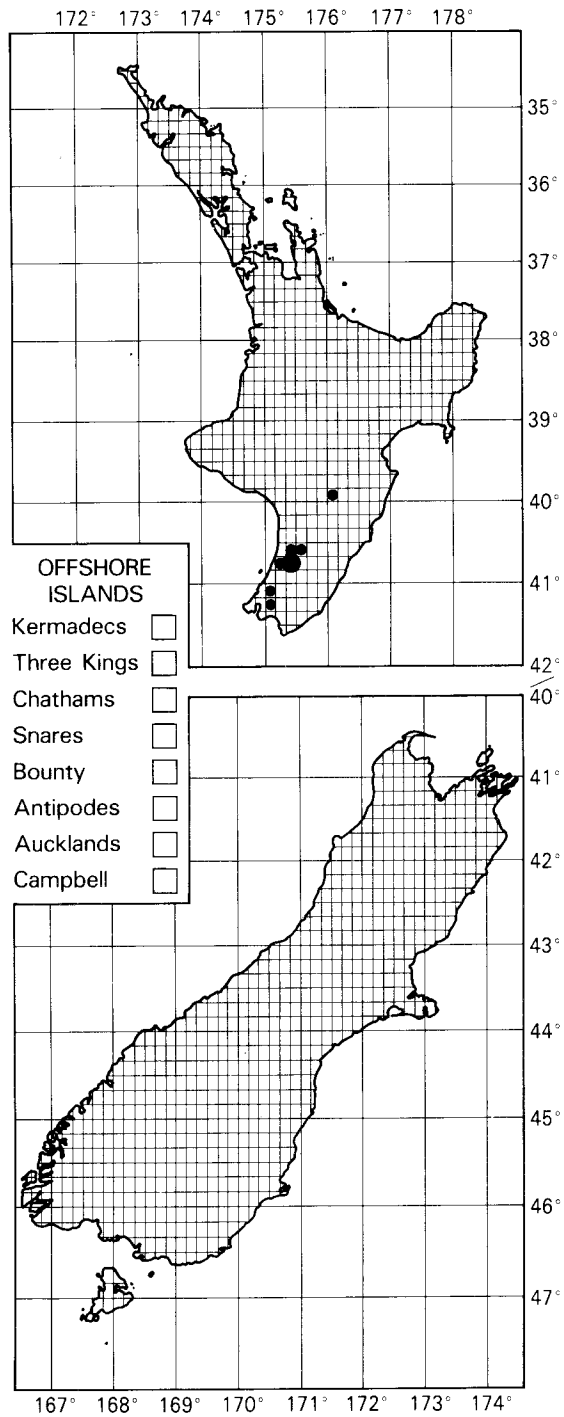 172° 173° 174° 175° 176° 177° 178°
35°
36°
37°
38°
39°
40°
41°
42°
OFFSHORE
ISLANDS
Kermadecs
Three Kings
Chathams
Snares
Bounty
Antipodes
Aucklands
Campbell
40°
41°
42°
43°
44°
45°
46°
47°
167° 168° 169° 170° 171° 172° 173° 174°